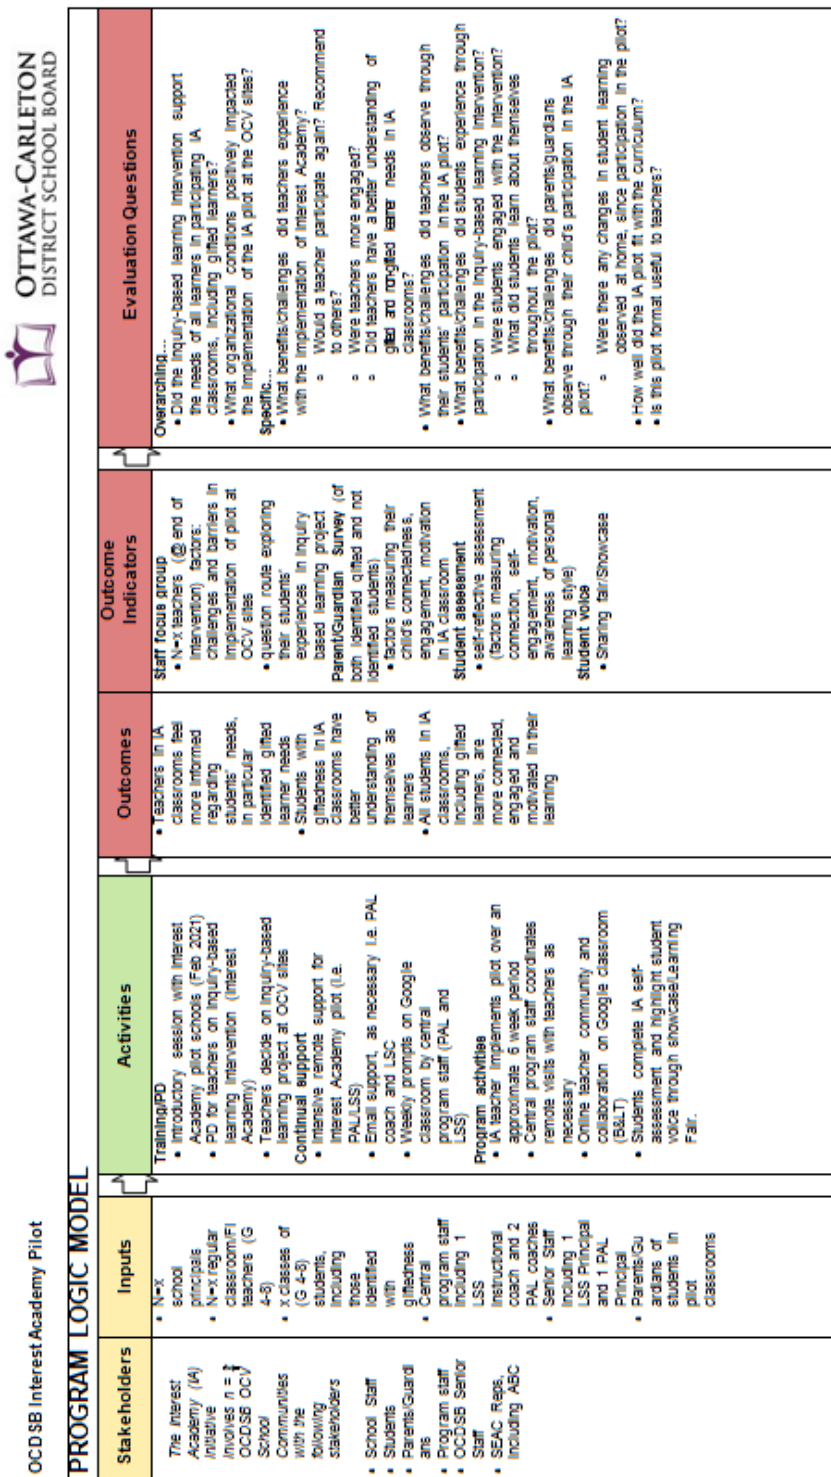 OCDSB Interest Academy Pilot
OTTAWA-CARLETON
DISTRICT SCHOOL BOARD
PROGRAM LOGIC MODEL
Stakeholders
The Interest
Academy (IA)
Initiative
involves n =
OCDSB OCV
School
Communities
with the
following
stakeholders
• School Staff
• Students
• Parents/Guardi
ans
• Program staff
• OCDSB Senior
Staff
• SEAC Reps,
including ABC
Inputs
• N=x
school
principals
• N=x regular
classroom/FI
teachers (G
4-8)
• x classes of
(G 4-8)
students,
including
those
identified
with
giftedness
• Central
program staff
including 1
LSS
Instructional
coach and 2
PAL coaches
• Senior Staff
including 1
LSS Principal
and 1 PAL
Principal
• Parents/Gu
ardians of
students in
pilot
classrooms
Activities
Training/PD
• Introductory session with Interest
Academy pilot schools (Feb 2021)
• PD for teachers on Inquiry-based
learning intervention (Interest
Academy)
• Teachers decide on inquiry-based
learning project at OCV sites
Continual support
• Intensive remote support for
Interest Academy pilot (i.e.
PAL/LSS)
• Email support, as necessary i.e. PAL
coach and LSC
• Weekly prompts on Google
classroom by central
program staff (PAL and
LSS)
Program activities
• IA teacher implements pilot over an
approximate 6 week period
• Central program staff coordinates
remote visits with teachers as
necessary
• Online teacher community and
collaboration on Google classroom
(B&LT)
• Students complete IA self-
assessment and highlight student
voice through showcase/Learning
Fair.
Outcomes
• Teachers in IA
classrooms feel
more informed
regarding
students' needs,
in particular
identified gifted
learner needs
• Students with
giftedness in IA
classrooms have
better
understanding of
themselves as
learners
• All students in IA
classrooms,
including gifted
learners, are
more connected,
engaged and
motivated in their
learning
Outcome
Indicators
Staff focus group
• N=x teachers (@ end of
intervention) factors:
challenges and barriers in
implementation of pilot at
OCV sites
• question route exploring
their students'
experiences in inquiry
based learning project
Parent/Guardian Survey (of
both identified gifted and not
identified students)
• factors measuring their
child's connectedness,
engagement, motivation
in IA classroom
Student assessment
• self-reflective assessment
(factors measuring
connection, self-
engagement, motivation,
awareness of personal
learning style)
Student voice
• Sharing fair/Showcase
Evaluation Questions
Overarching...
• Did the inquiry-based learning intervention support
the needs of all learners in participating IA
classrooms, including gifted learners?
• What organizational conditions positively impacted
the implementation of the IA pilot at the OCV sites?
Specific...
• What benefits/challenges did teachers experience
with the implementation of Interest Academy?
o Would a teacher participate again? Recommend
to others?
o Were teachers more engaged?
o Did teachers have a better understanding of
gifted and non-gifted learner needs in IA
classrooms?
• What benefits/challenges did teachers observe through
their students' participation in the IA pilot?
• What benefits/challenges did students experience through
participation in the inquiry-based learning intervention?
o Were students engaged with the intervention?
o What did students learn about themselves
throughout the pilot?
• What benefits/challenges did parents/guardians
observe through their child's participation in the IA
pilot?
o Were there any changes in student learning
observed at home, since participation in the pilot?
• How well did the IA pilot fit with the curriculum?
• Is this pilot format useful to teachers?